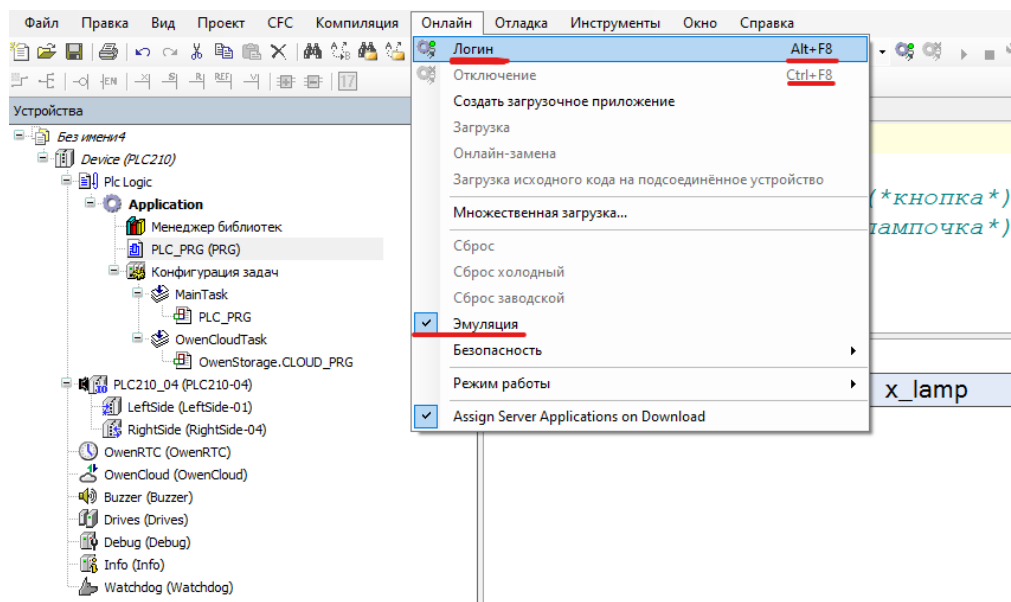 Файл Правка Вид Проект CFC Компиляция Онлайн Отладка Инструменты Окно Справка
Логин Alt+F8
Отключение Ctrl+F8
Создать загрузочное приложение
Загрузка
Онлайн-замена
Загрузка исходного кода на подсоединённое устройство
Множественная загрузка...
Сброс
Сброс холодный
Сброс заводской
Эмуляция
Безопасность
Режим работы
Assign Server Applications on Download
EN S R REF 17
Устройства
Без имени4
Device (PLC210)
Plc Logic
Application
Менеджер библиотек
PLC_PRG (PRG)
Конфигурация задач
MainTask
PLC_PRG
OwenCloudTask
OwenStorage.CLOUD_PRG
PLC210_04 (PLC210-04)
LeftSide (LeftSide-01)
RightSide (RightSide-04)
OwenRTC (OwenRTC)
OwenCloud (OwenCloud)
Buzzer (Buzzer)
Drives (Drives)
Debug (Debug)
Info (Info)
Watchdog (Watchdog)
(*кнопка*)
лампочка*)
x_lamp